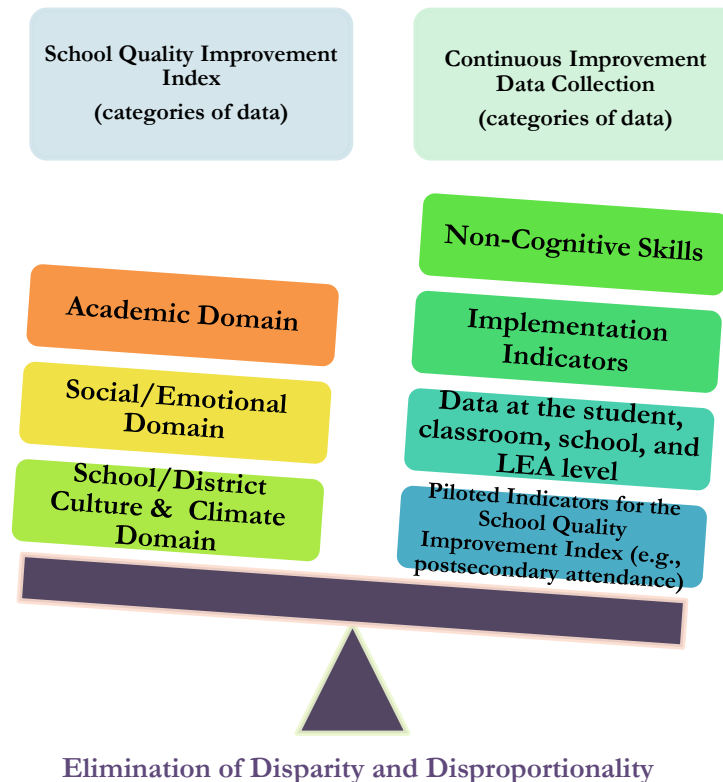 School Quality Improvement
Index
(categories of data)
Continuous Improvement
Data Collection
(categories of data)
Academic Domain
Social/Emotional
Domain
School/District
Culture &  Climate
Domain
Non-Cognitive Skills
Implementation
Indicators
Data at the student,
classroom, school, and
LEA level
Piloted Indicators for the
School Quality
Improvement Index (e.g.,
postsecondary attendance)
Elimination of Disparity and Disproportionality